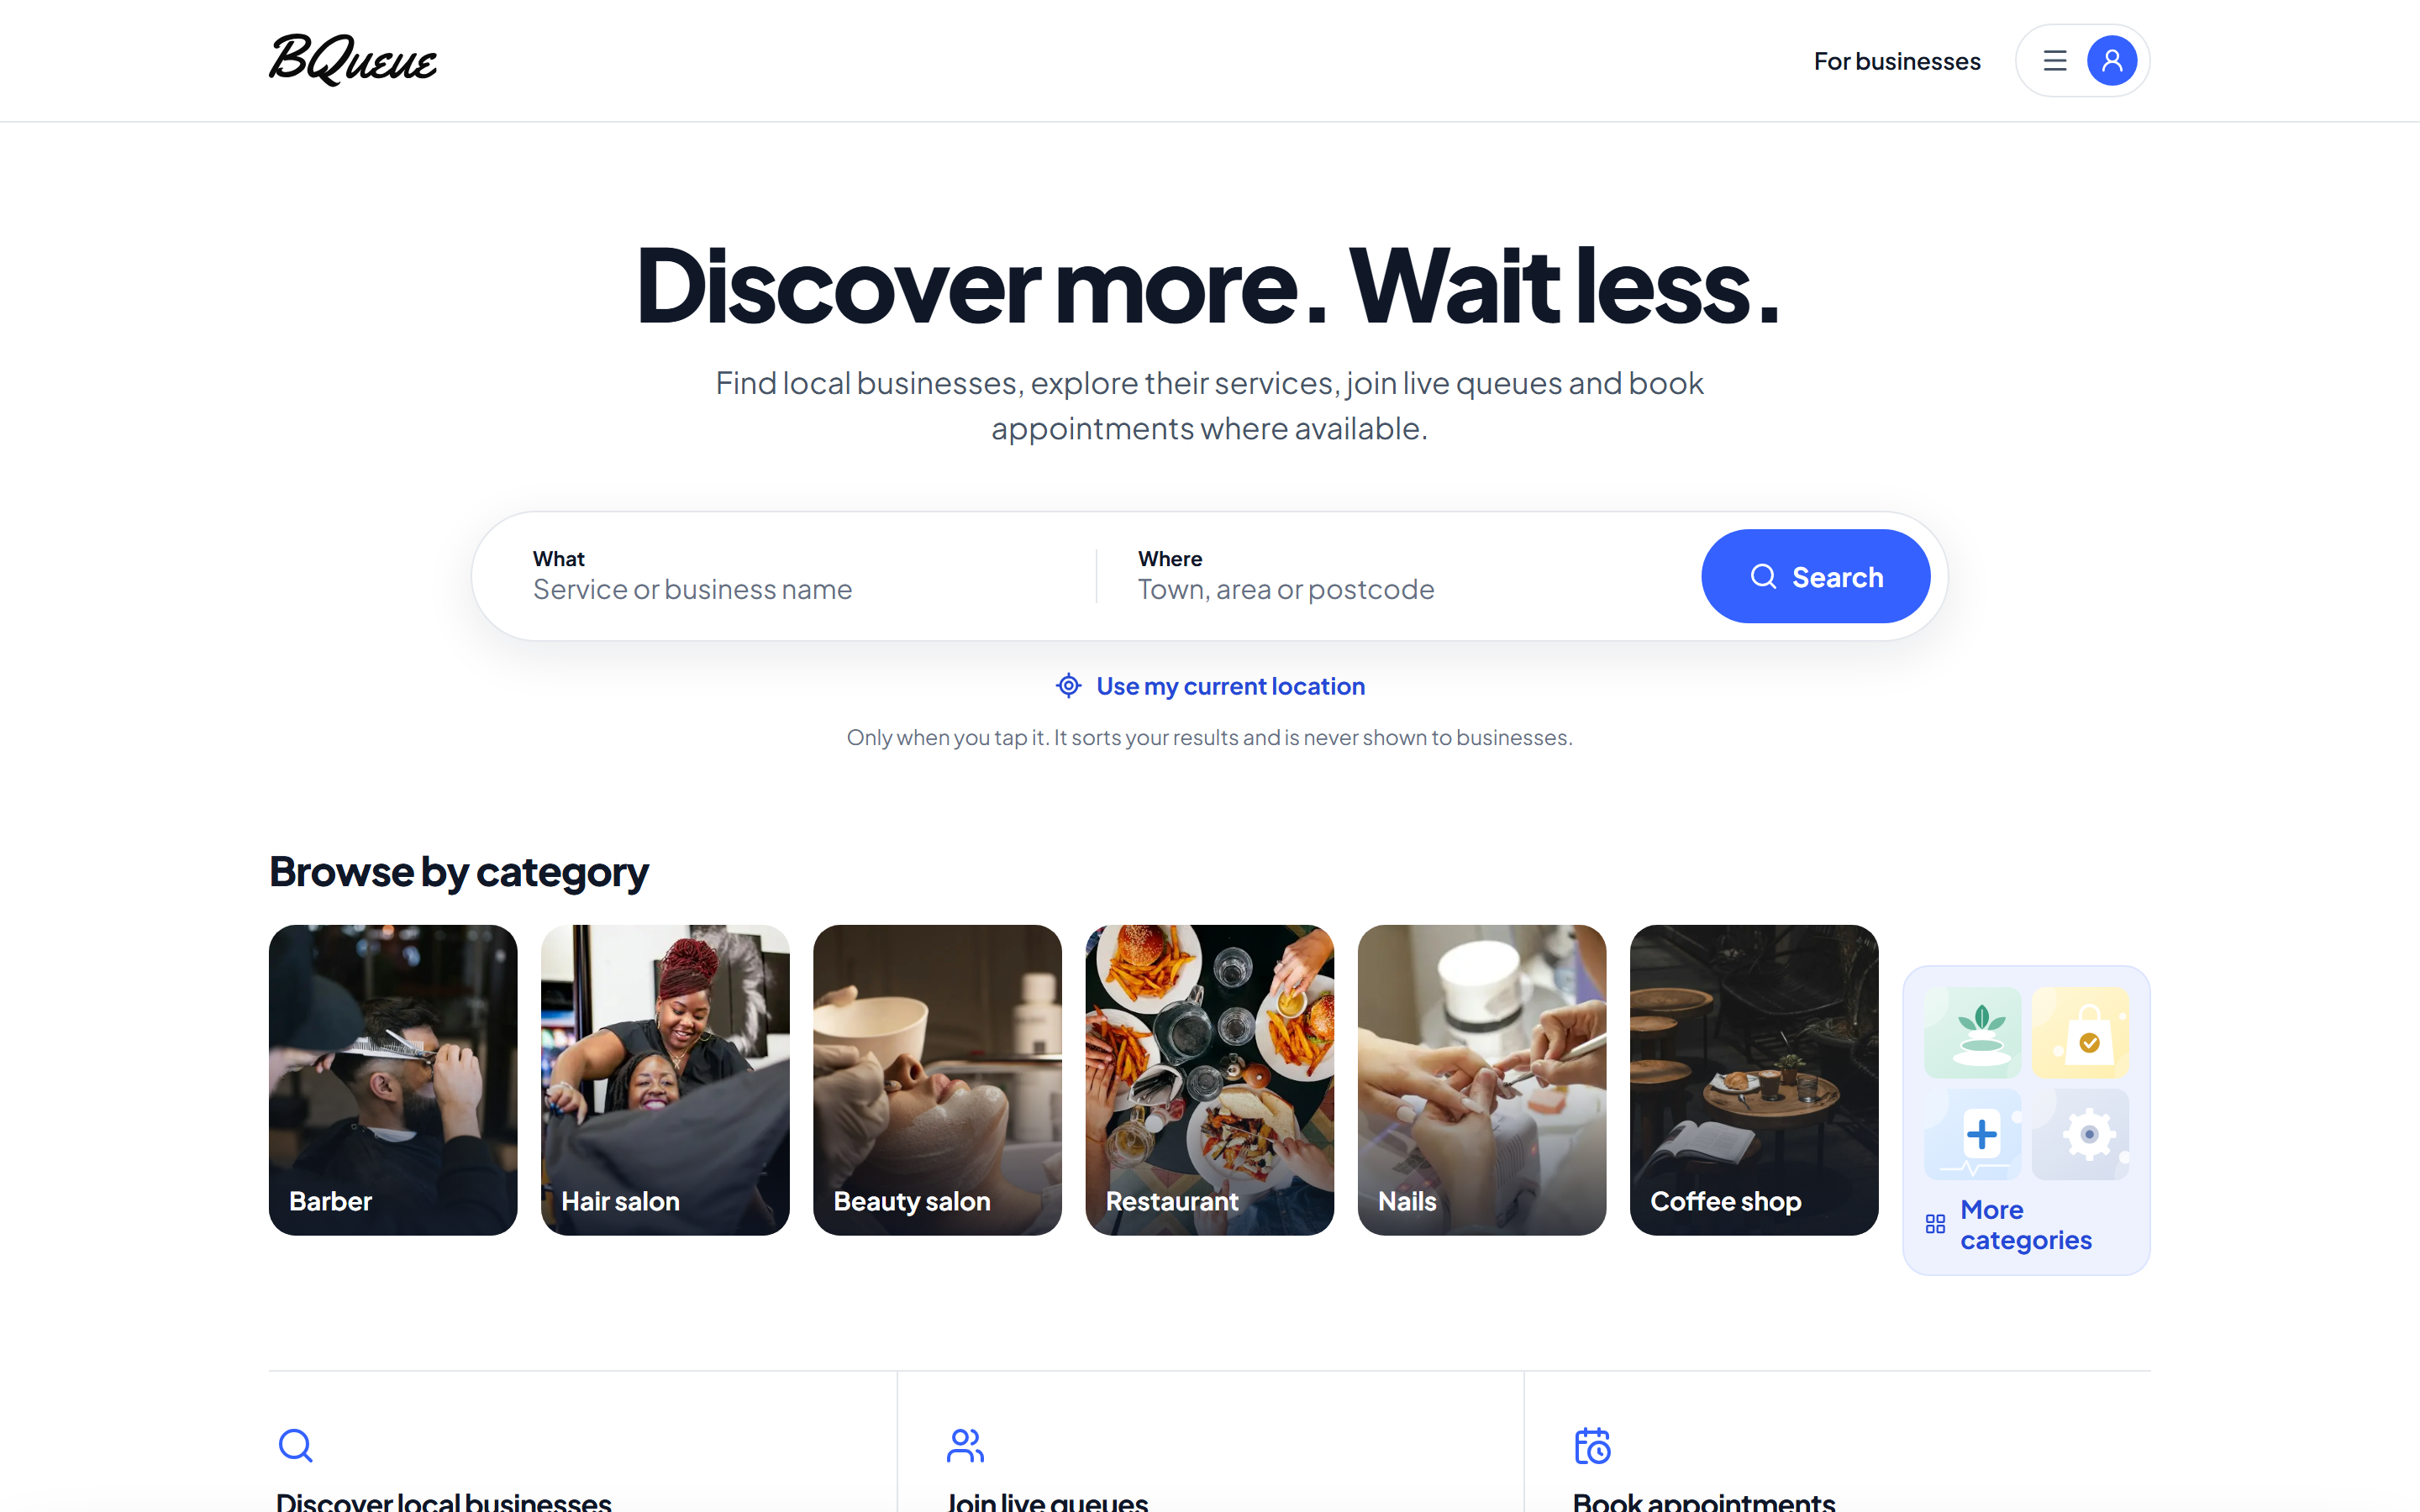 BQueue
For businesses
Discover more. Wait less.
Find local businesses, explore their services, join live queues and book
appointments where available.
What
Service or business name
Where
Town, area or postcode
Search
Use my current location
Only when you tap it. It sorts your results and is never shown to businesses.
Browse by category
Barber
Hair salon
Beauty salon
Restaurant
Nails
Coffee shop
More
categories
Discover local businesses
Join live queues
Book appointments